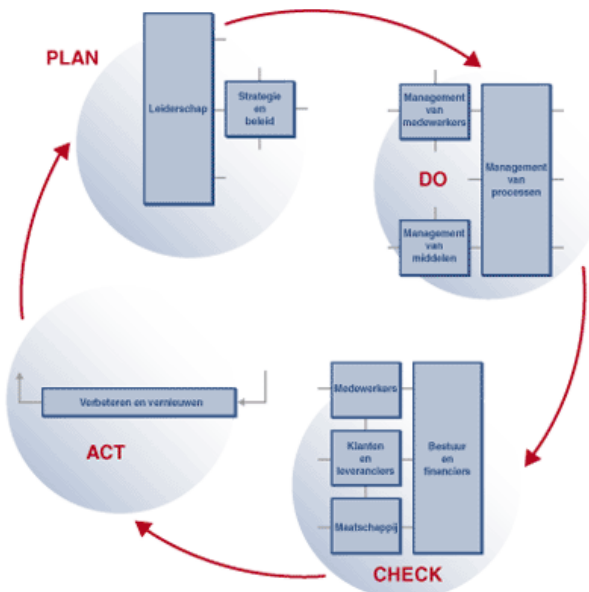 PLAN
Leiderschap
Strategie
en
beleid
Management
van
medewerkers
DO
Management
van
processen
Management
van
middelen
Medewerkers
Klanten
en
leveranciers
Maatschappij
Bestuur
en
financiers
CHECK
Verbeteren en vernieuwen
ACT